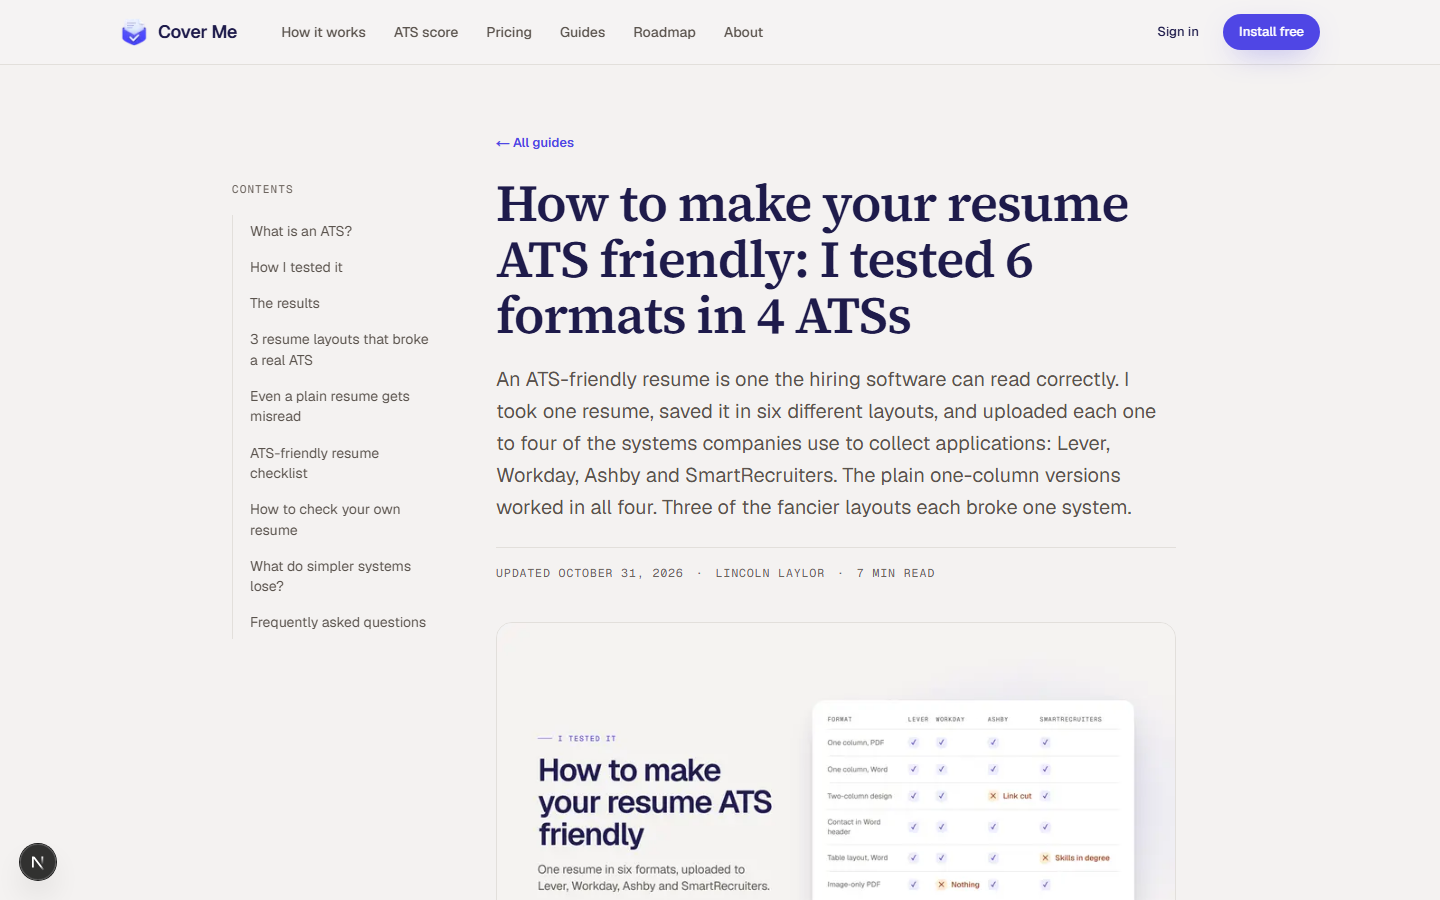 Cover Me
How it works
ATS score
Pricing
Guides
Roadmap
About
Sign in
Install free
← All guides
CONTENTS
What is an ATS?
How I tested it
The results
3 resume layouts that broke
a real ATS
Even a plain resume gets
misread
ATS-friendly resume
checklist
How to check your own
resume
What do simpler systems
lose?
Frequently asked questions
How to make your resume
ATS friendly: I tested 6
formats in 4 ATSs
An ATS-friendly resume is one the hiring software can read correctly. I
took one resume, saved it in six different layouts, and uploaded each one
to four of the systems companies use to collect applications: Lever,
Workday, Ashby and SmartRecruiters. The plain one-column versions
worked in all four. Three of the fancier layouts each broke one system.
UPDATED OCTOBER 31, 2026 · LINCOLN LAYLOR · 7 MIN READ
I TESTED IT
How to make
your resume ATS
friendly
One resume in six formats, uploaded to
Lever, Workday, Ashby and SmartRecruiters.
FORMAT LEVER WORKDAY ASHBY SMARTRECRUITERS
One column, PDF ✓ ✓ ✓ ✓
One column, Word ✓ ✓ ✓ ✓
Two-column design ✓ ✓ ✕ Link cut ✓
Contact in Word
header ✓ ✓ ✓ ✓
Table layout, Word ✓ ✓ ✓ ✕ Skills in degree
Image-only PDF ✓ ✕ Nothing ✓ ✓
N